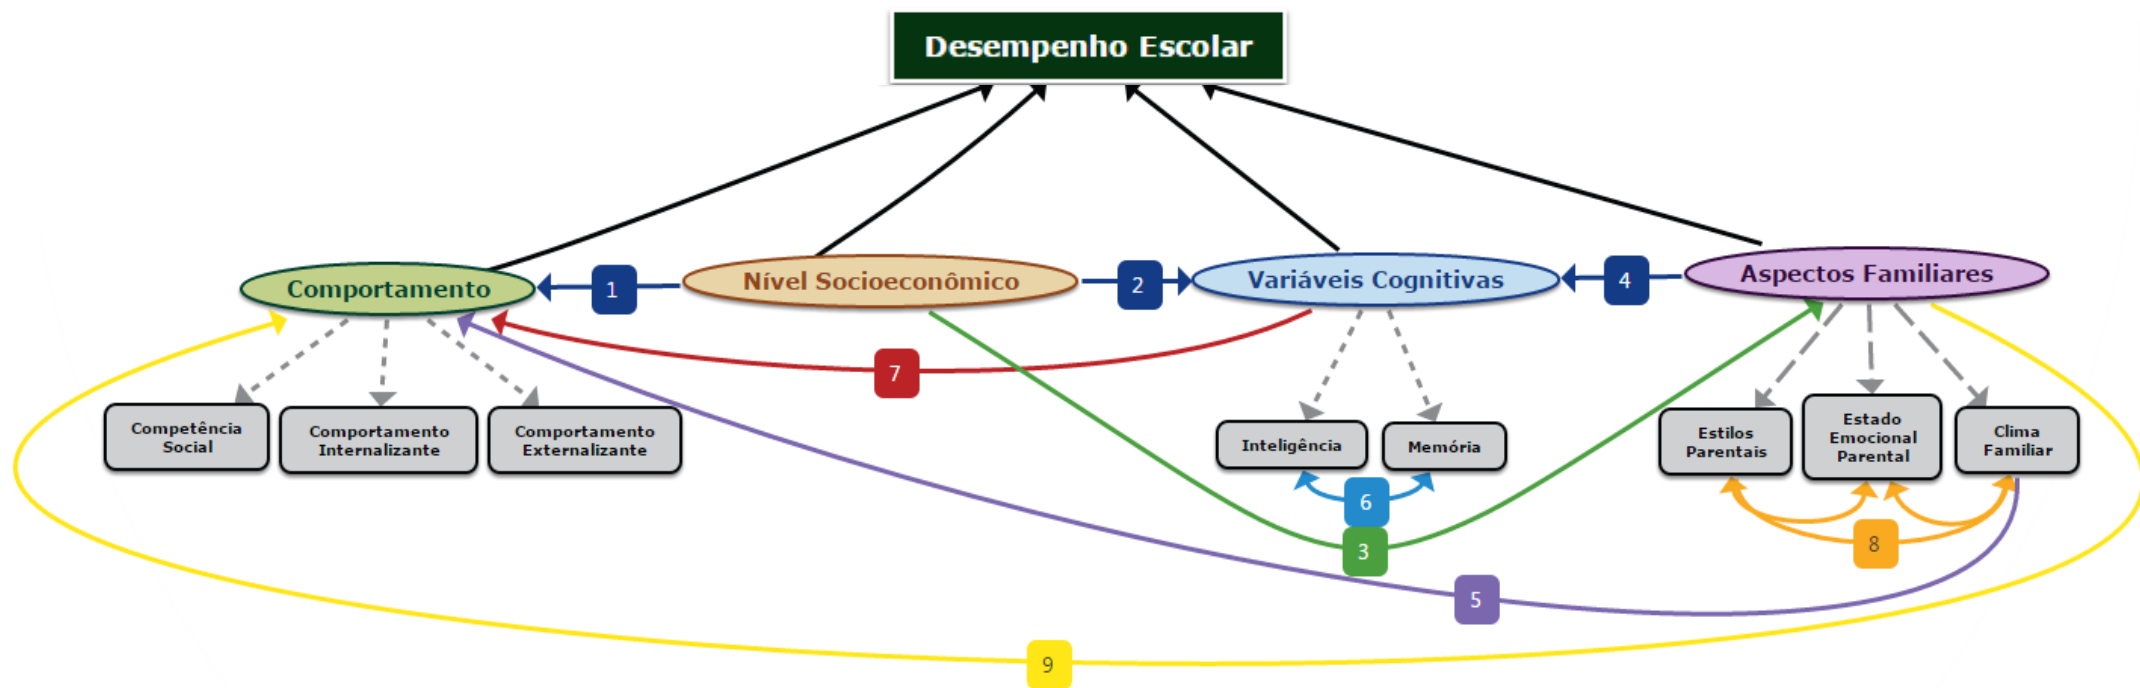 Desempenho Escolar
Comportamento
1
Nível Socioeconômico
2
Variáveis Cognitivas
4
Aspectos Familiares
7
Competência
Social
Comportamento
Internalizante
Comportamento
Externalizante
Inteligência
Memória
Estilos
Parentais
Estado
Emocional
Parental
Clima
Familiar
6
3
8
5
9